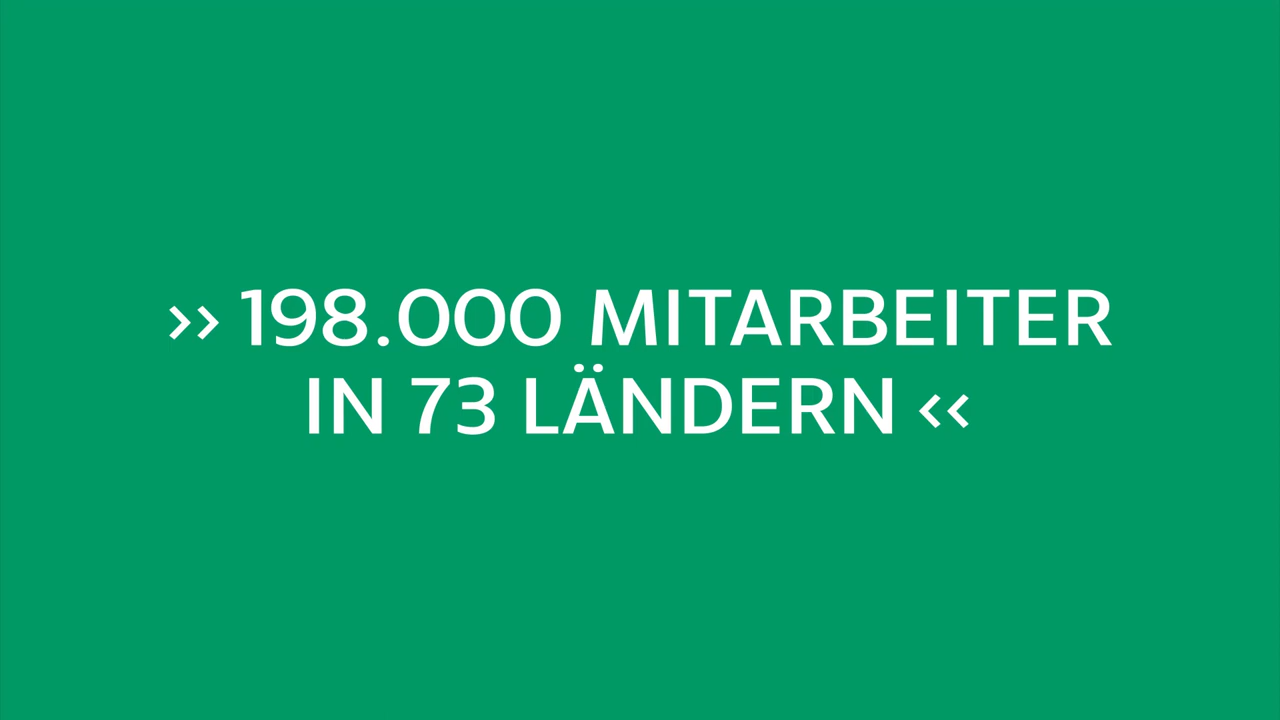 ›› 198.000 MITARBEITER
IN 73 LÄNDERN ‹‹